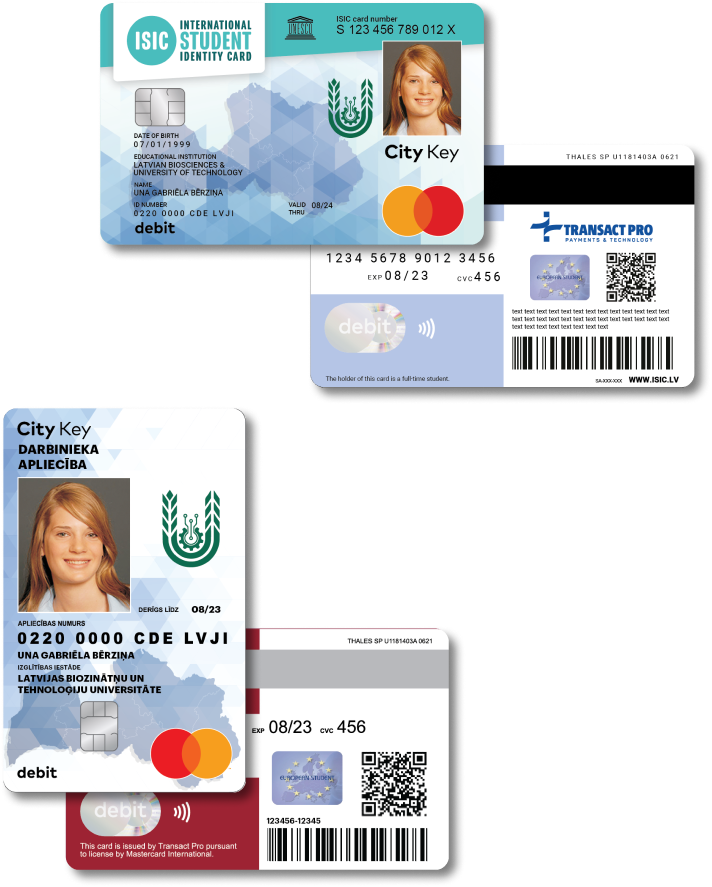 ISIC
INTERNATIONAL
STUDENT
IDENTITY CARD
UNESCO
ISIC card number
S 123 456 789 012 X
DATE OF BIRTH
07/01/1999
EDUCATIONAL INSTITUTION
LATVIAN BIOSCIENCES &
UNIVERSITY OF TECHNOLOGY
NAME
UNA GABRIĒLA BĒRZIŅA
ID NUMBER
0220 0000 CDE LVJI
VALID THRU 08/24
debit
City Key
THALES SP U1181403A 0621
TRANSACT PRO
PAYMENTS & TECHNOLOGY
1234 5678 9012 3456
EXP 08/23 CVC 456
EUROPEAN STUDENT
text text text text text text text text text text text text text
text text text text text text text text text text text text text
text text text text text text text text
debit
The holder of this card is a full-time student.
SA-XXX-XXX WWW.ISIC.LV
City Key
DARBINIEKA
APLIECĪBA
DERĪGS LĪDZ 08/23
APLIECĪBAS NUMURS
0220 0000 CDE LVJI
UNA GABRIĒLA BĒRZIŅA
IZGLĪTĪBAS IESTĀDE
LATVIJAS BIOZINĀTŅU UN
TEHNOLOĢIJU UNIVERSITĀTE
debit
THALES SP U1181403A 0621
EXP 08/23 CVC 456
EUROPEAN STUDENT
debit
123456-12345
This card is issued by Transact Pro pursuant
to license by Mastercard International.